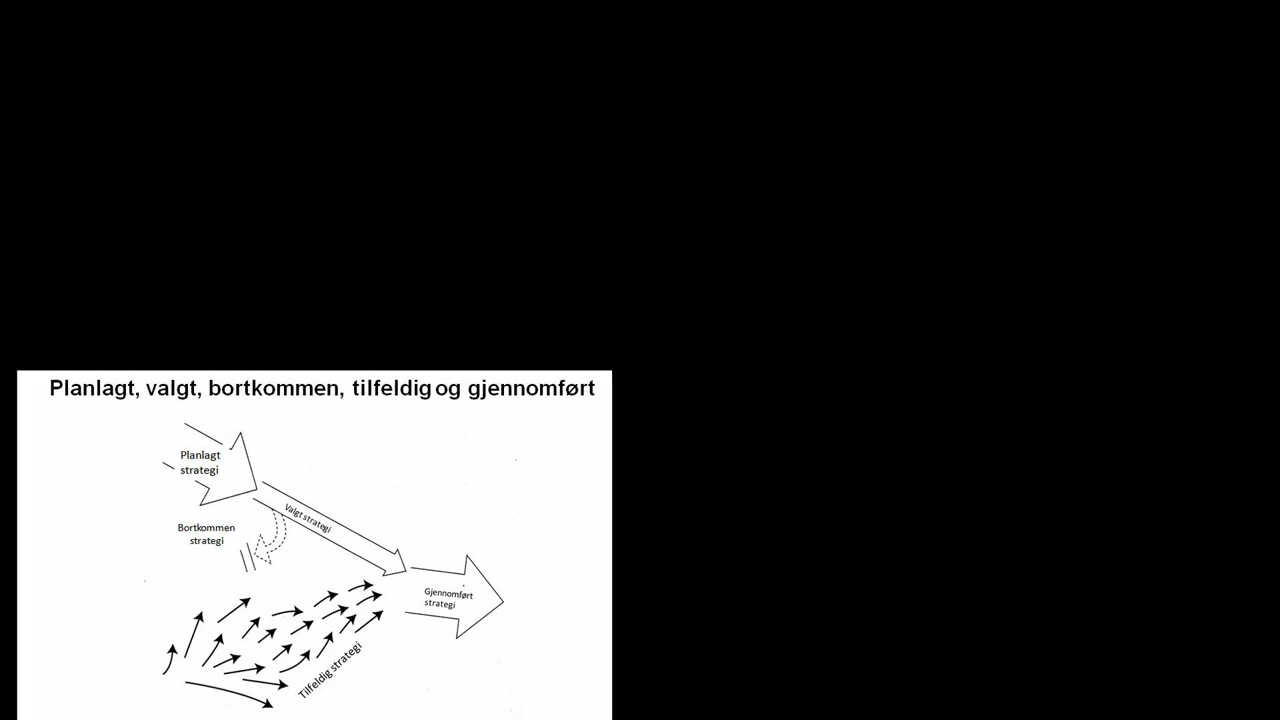 Planlagt, valgt, bortkommen, tilfeldig og gjennomført
Planlagt
strategi
Valgt strategi
Bortkommen
strategi
Gjennomført
strategi
Tilfeldig strategi